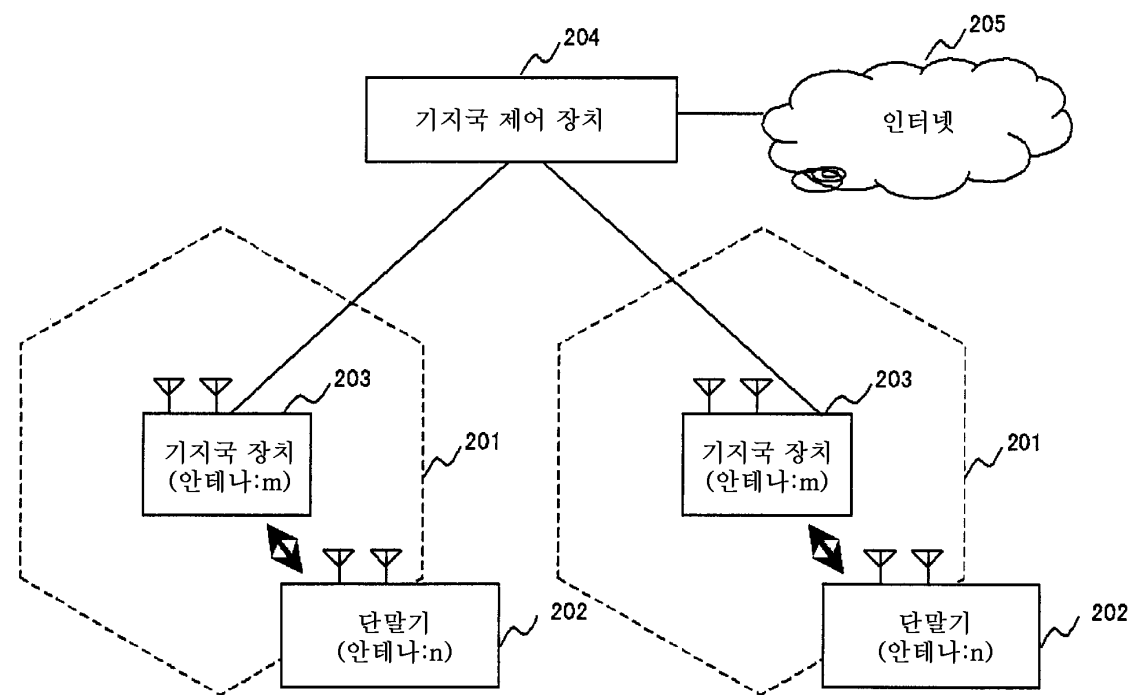 204
205
기지국 제어 장치
인터넷
203
203
기지국 장치
(안테나:m)
201
기지국 장치
(안테나:m)
201
단말기
(안테나:n)
202
단말기
(안테나:n)
202